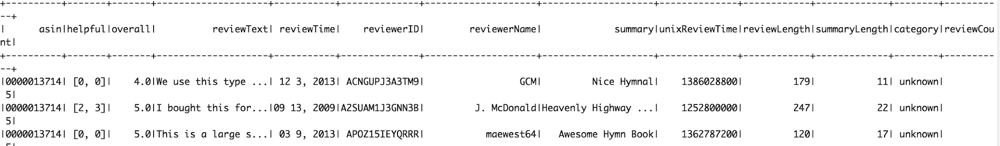 +----------+-------+-------+--------------------+-----------+--------------+--------------------+--------------------+--------------+------------+-------------+--------+---------
--+
|      asin|helpful|overall|          reviewText| reviewTime|    reviewerID|        reviewerName|             summary|unixReviewTime|reviewLength|summaryLength|category|reviewCou
nt|
+----------+-------+-------+--------------------+-----------+--------------+--------------------+--------------------+--------------+------------+-------------+--------+---------
--+
|0000013714| [0, 0]|    4.0|We use this type ...| 12 3, 2013| ACNGUPJ3A3TM9|                 GCM|         Nice Hymnal|    1386028800|         179|           11| unknown|
 5|
|0000013714| [2, 3]|    5.0|I bought this for...|09 13, 2009|A2SUAM1J3GNN3B|         J. McDonald|Heavenly Highway ...|    1252800000|         247|           22| unknown|
 5|
|0000013714| [0, 0]|    5.0|This is a large s...| 03 9, 2013| APOZ15IEYQRRR|           maewest64|   Awesome Hymn Book|    1362787200|         120|           17| unknown|
 5|